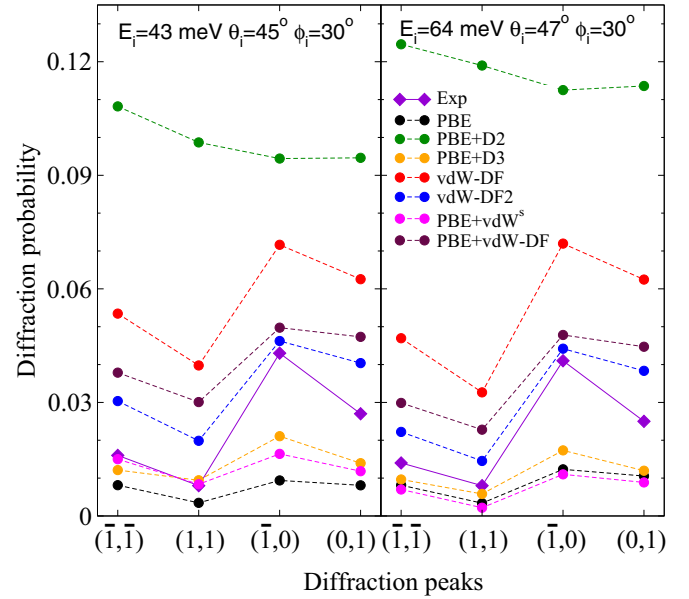 E_i=43 meV θ_i=45° ϕ_i=30°
E_i=64 meV θ_i=47° ϕ_i=30°
0.12
0.09
0.06
0.03
0
Diffraction probability
Exp
PBE
PBE+D2
PBE+D3
vdW-DF
vdW-DF2
PBE+vdW^s
PBE+vdW-DF
(1̄,1̄) (1,1) (1̄,0) (0,1)
(1̄,1̄) (1,1) (1̄,0) (0,1)
Diffraction peaks